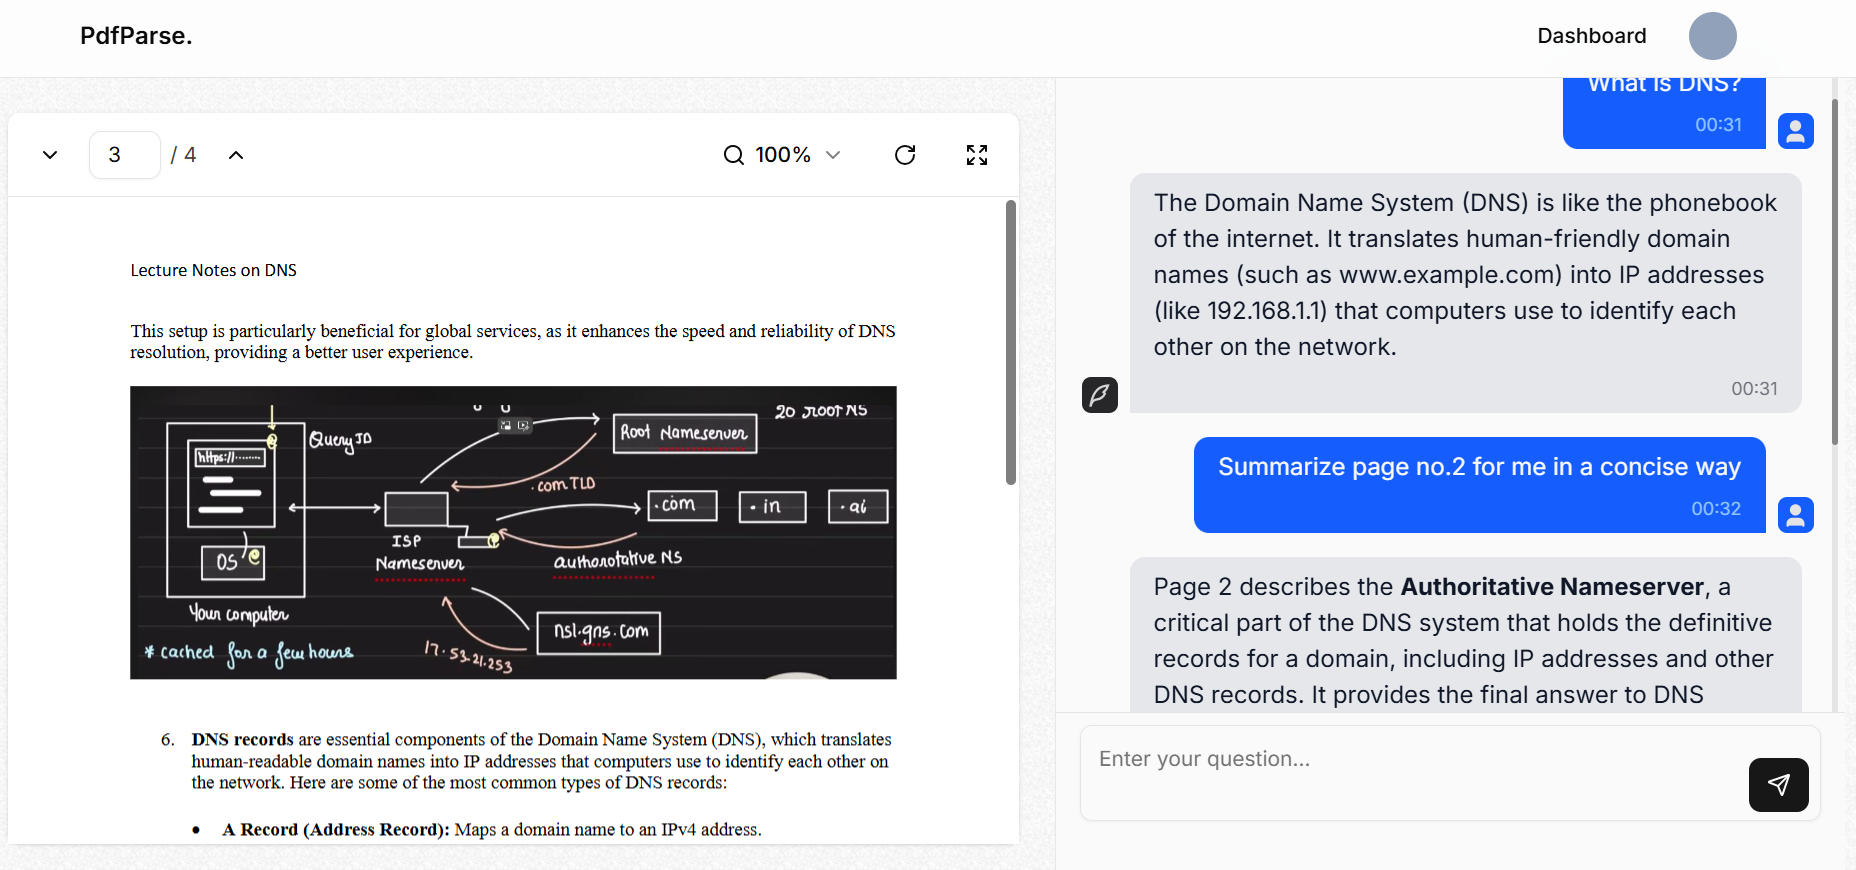 PdfParse.
Dashboard
3 / 4
100%
Lecture Notes on DNS
This setup is particularly beneficial for global services, as it enhances the speed and reliability of DNS
resolution, providing a better user experience.
20 root NS
Root Nameserver
Query ID
https://.......
.com TLD
.com
.in
.ai
ISP
Nameserver
authoratative NS
OS
Your computer
ns1.gns.com
* cached for a few hours
17.53.21.253
6. DNS records are essential components of the Domain Name System (DNS), which translates
human-readable domain names into IP addresses that computers use to identify each other on
the network. Here are some of the most common types of DNS records:
• A Record (Address Record): Maps a domain name to an IPv4 address.
What is DNS?
00:31
The Domain Name System (DNS) is like the phonebook
of the internet. It translates human-friendly domain
names (such as www.example.com) into IP addresses
(like 192.168.1.1) that computers use to identify each
other on the network.
00:31
Summarize page no.2 for me in a concise way
00:32
Page 2 describes the Authoritative Nameserver, a
critical part of the DNS system that holds the definitive
records for a domain, including IP addresses and other
DNS records. It provides the final answer to DNS
Enter your question...